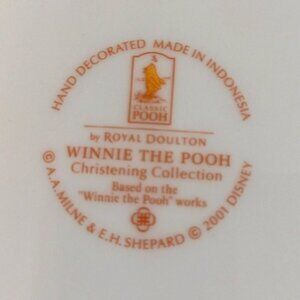 HAND DECORATED MADE IN INDONESIA
CLASSIC
POOH
by ROYAL DOULTON
WINNIE THE POOH
Christening Collection
Based on the
"Winnie the Pooh" works
© A.A. MILNE & E.H. SHEPARD © 2001 DISNEY